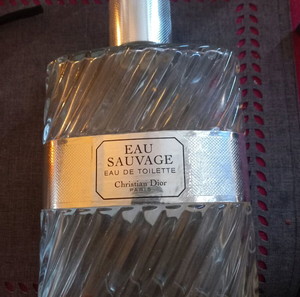 EAU
SAUVAGE
EAU DE TOILETTE
Christian Dior
PARIS